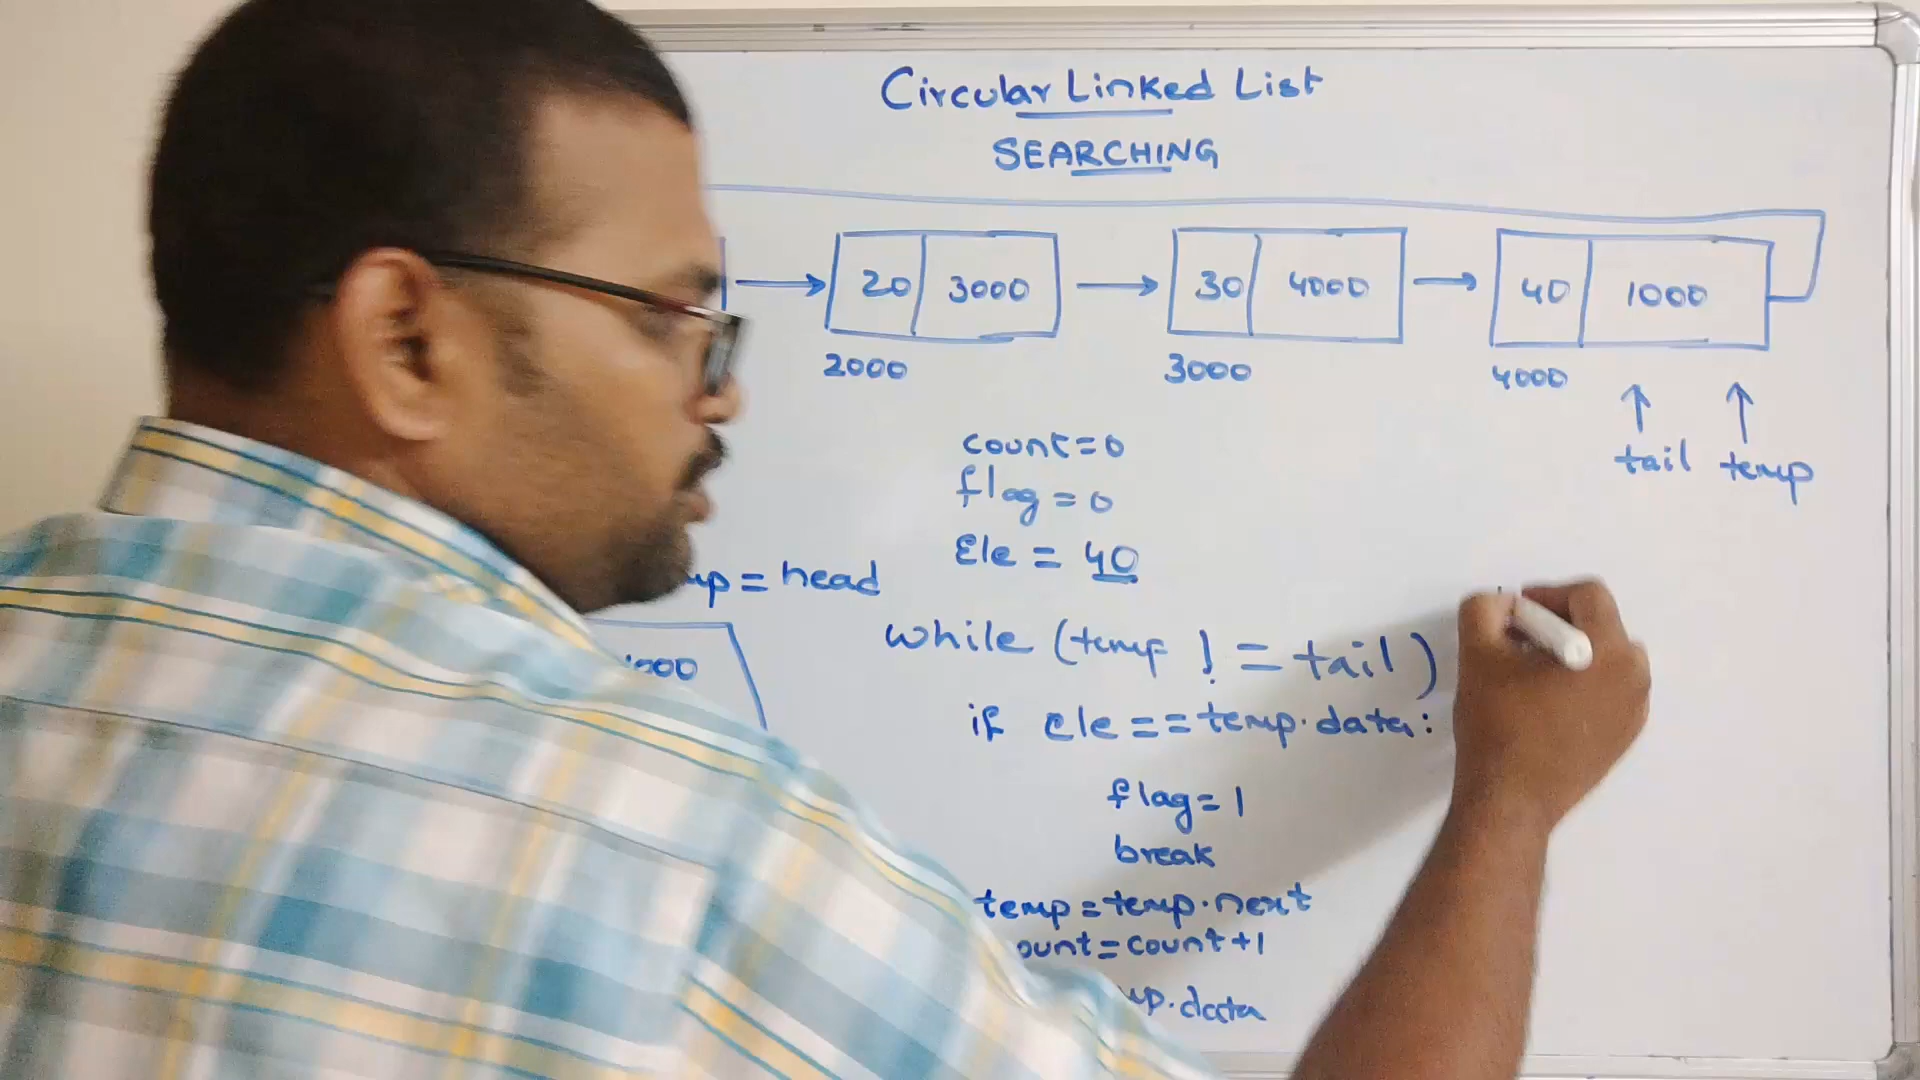 Circular Linked List
SEARCHING
20 3000
30 4000
40 1000
2000
3000
4000
tail temp
count=0
flag=0
Ele = 40
= head
while (temp != tail)
if ele==temp.data:
flag=1
break
temp=temp.next
count+1
.data